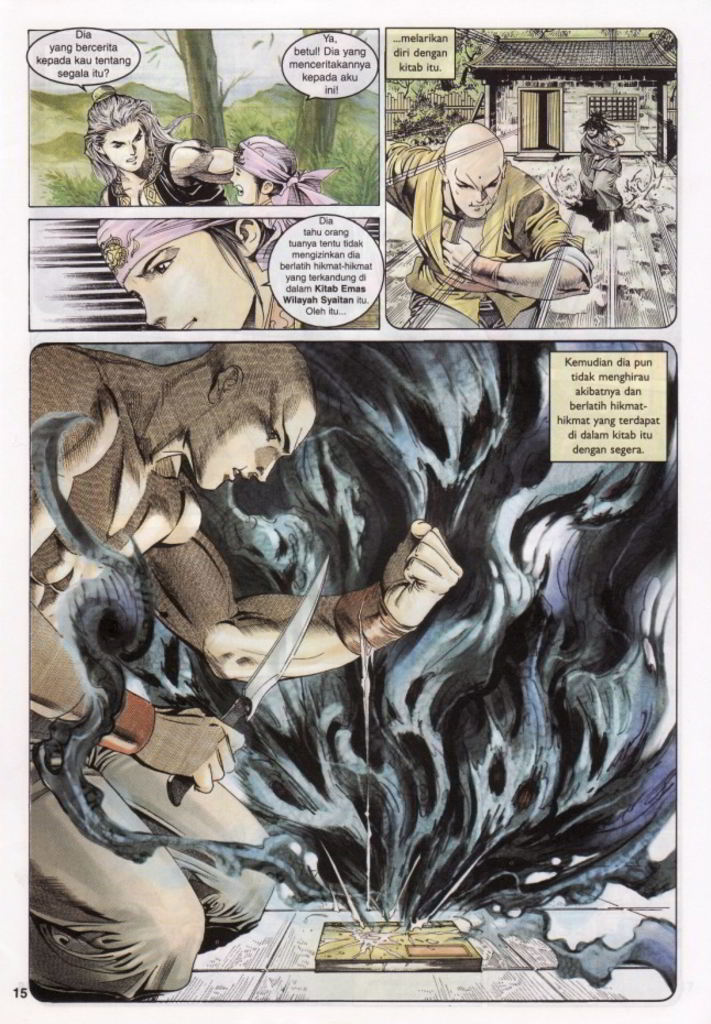 Dia
yang bercerita
kepada kau tentang
segala itu?
Ya,
betul! Dia yang
menceritakannya
kepada aku
ini!
...melarikan
diri dengan
kitab itu.
Dia
tahu orang
tuanya tentu tidak
mengizinkan dia
berlatih hikmat-hikmat
yang terkandung di
dalam Kitab Emas
Wilayah Syaitan itu.
Oleh itu...
Kemudian dia pun
tidak menghirau
akibatnya dan
berlatih hikmat-
hikmat yang terdapat
di dalam kitab itu
dengan segera.
15